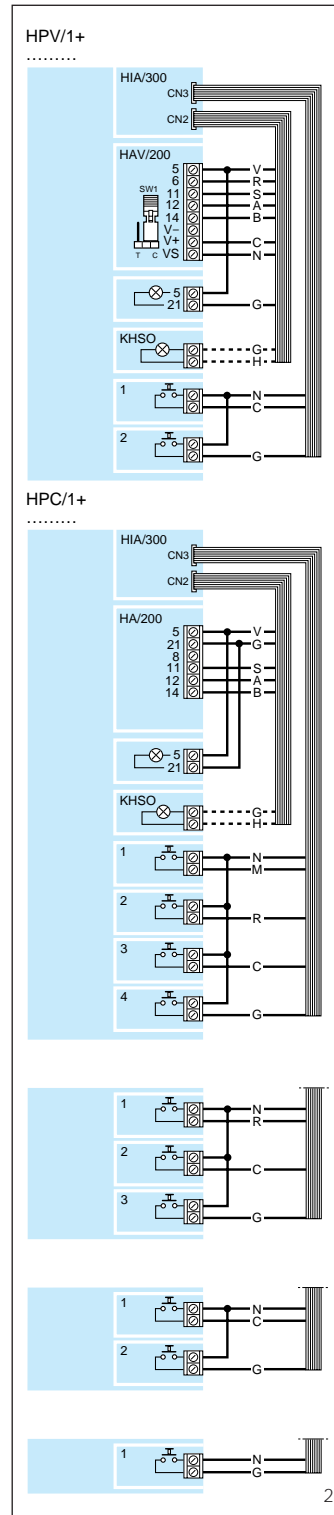 HPV/1+
.........
HIA/300
CN3
CN2
HAV/200
5 V
6 R
SW1
11 S
12 A
14 B
V–
V+ C
T C VS N
5
21 G
KHSO
G
H
1 N
C
2
G
HPC/1+
.........
HIA/300
CN3
CN2
HA/200
5 V
21 G
8
11 S
12 A
14 B
5
21
KHSO
G
H
1 N
M
2
R
3
C
4
G
1 N
R
2
C
3
G
1 N
C
2
G
1 N
G
2